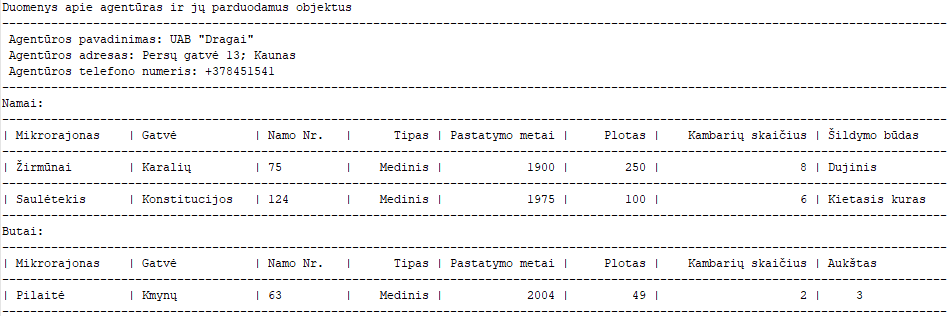 Duomenys apie agentūras ir jų parduodamus objektus
--------------------------------------------------------------------------------------------------------------------------------------
Agentūros pavadinimas: UAB "Dragai"
Agentūros adresas: Persų gatvė 13; Kaunas
Agentūros telefono numeris: +378451541
--------------------------------------------------------------------------------------------------------------------------------------
Namai:
--------------------------------------------------------------------------------------------------------------------------------------
| Mikrorajonas | Gatvė | Namo Nr. | Tipas | Pastatymo metai | Plotas | Kambarių skaičius | Šildymo būdas
--------------------------------------------------------------------------------------------------------------------------------------
| Žirmūnai | Karalių | 75 | Medinis | 1900 | 250 | 8 | Dujinis
--------------------------------------------------------------------------------------------------------------------------------------
| Saulėtekis | Konstitucijos | 124 | Medinis | 1975 | 100 | 6 | Kietasis kuras
--------------------------------------------------------------------------------------------------------------------------------------
Butai:
--------------------------------------------------------------------------------------------------------------------------------------
| Mikrorajonas | Gatvė | Namo Nr. | Tipas | Pastatymo metai | Plotas | Kambarių skaičius | Aukštas
--------------------------------------------------------------------------------------------------------------------------------------
| Pilaitė | Kmynų | 63 | Medinis | 2004 | 49 | 2 | 3
--------------------------------------------------------------------------------------------------------------------------------------